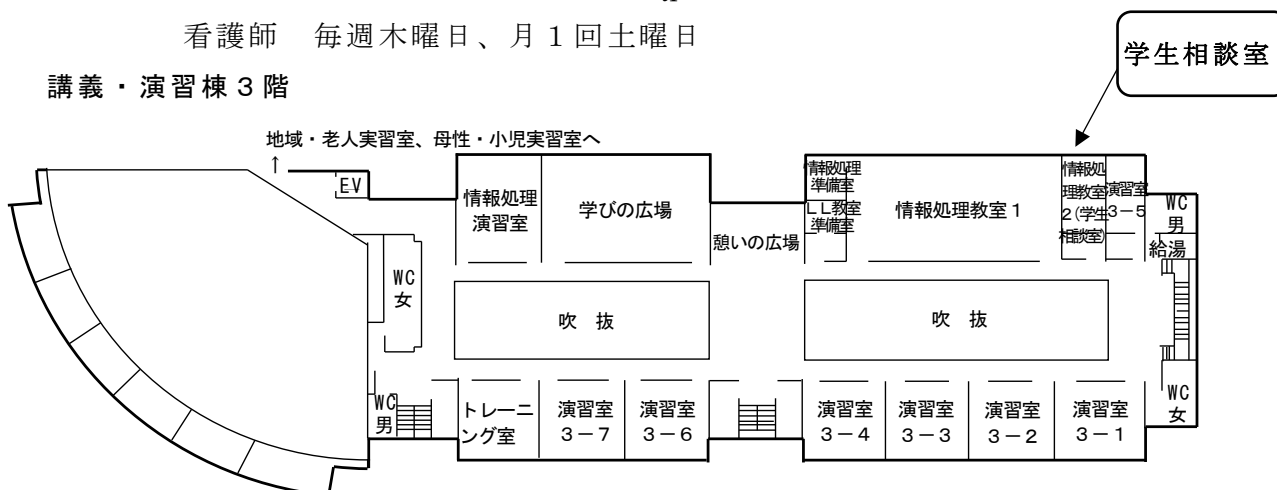 看護師　毎週木曜日、月１回土曜日
学生相談室
講義・演習棟３階
地域・老人実習室、母性・小児実習室へ
↑
EV
情報処理
演習室
学びの広場
憩いの広場
情報処理
準備室
ＬＬ教室
準備室
情報処理教室１
情報処
理教室
２(学生
相談室)
演習室
３－５
WC
男
給湯
WC
女
吹　抜
吹　抜
WC
男
トレーニ
ング室
演習室
３－７
演習室
３－６
演習室
３－４
演習室
３－３
演習室
３－２
演習室
３－１
WC
女